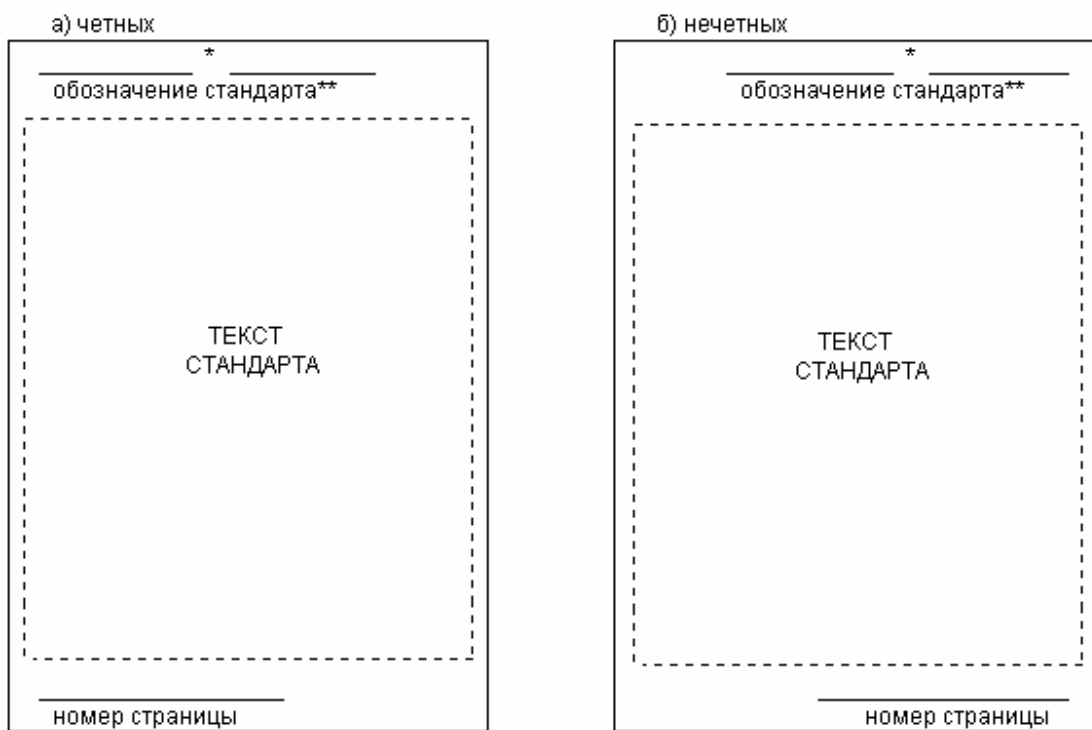 а) четных
*
обозначение стандарта**
ТЕКСТ
СТАНДАРТА
номер страницы
б) нечетных
*
обозначение стандарта**
ТЕКСТ
СТАНДАРТА
номер страницы